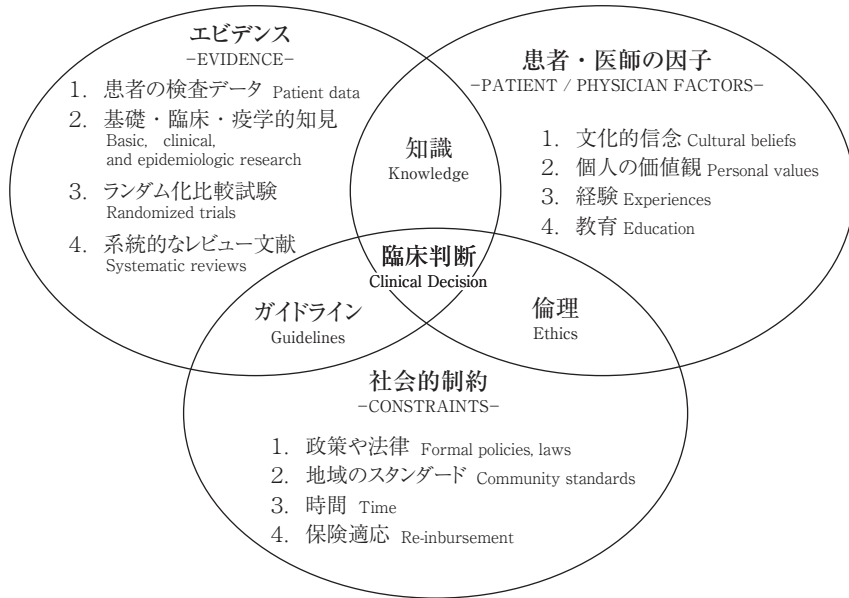 エビデンス
−EVIDENCE−
1. 患者の検査データ Patient data
2. 基礎・臨床・疫学的知見
Basic, clinical,
and epidemiologic research
3. ランダム化比較試験
Randomized trials
4. 系統的なレビュー文献
Systematic reviews
患者・医師の因子
−PATIENT / PHYSICIAN FACTORS−
1. 文化的信念 Cultural beliefs
2. 個人の価値観 Personal values
3. 経験 Experiences
4. 教育 Education
知識
Knowledge
臨床判断
Clinical Decision
ガイドライン
Guidelines
倫理
Ethics
社会的制約
−CONSTRAINTS−
1. 政策や法律 Formal policies, laws
2. 地域のスタンダード Community standards
3. 時間 Time
4. 保険適応 Re-inbursement